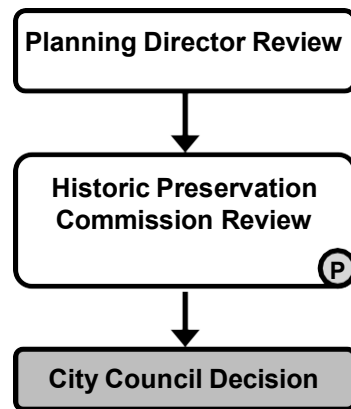 Planning Director Review
Historic Preservation
Commission Review
P
City Council Decision